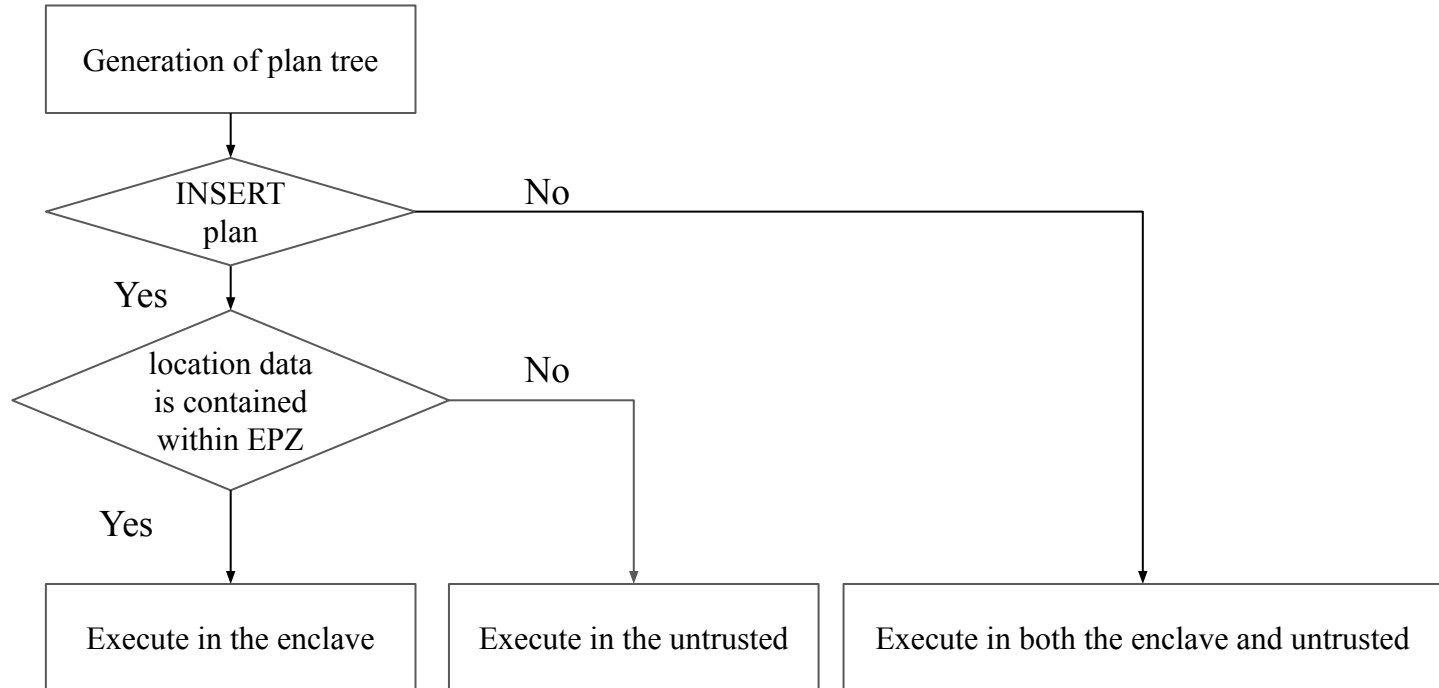 Generation of plan tree
INSERT
plan
No
Yes
location data
is contained
within EPZ
No
Yes
Execute in the enclave
Execute in the untrusted
Execute in both the enclave and untrusted